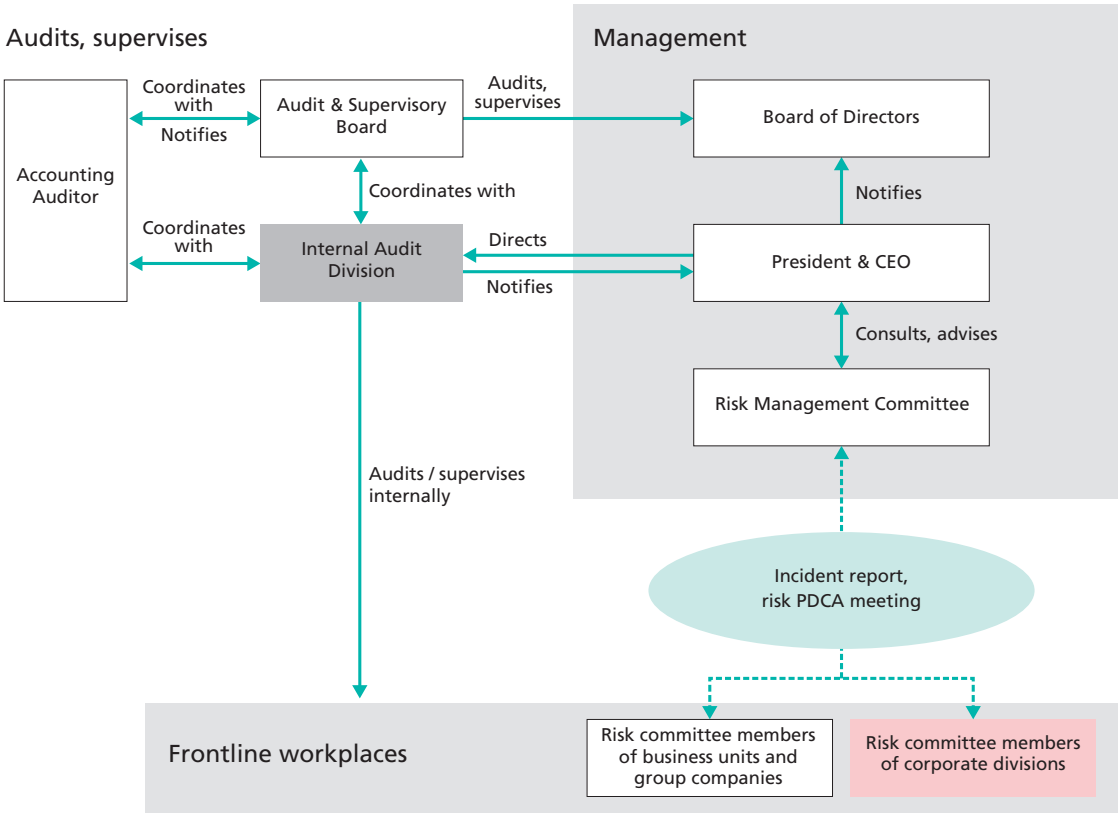 Audits, supervises
Management
Coordinates
with
Notifies
Audit & Supervisory
Board
Audits,
supervises
Board of Directors
Accounting
Auditor
Coordinates with
Notifies
Coordinates
with
Internal Audit
Division
Directs
Notifies
President & CEO
Consults, advises
Risk Management Committee
Audits / supervises
internally
Incident report,
risk PDCA meeting
Frontline workplaces
Risk committee members
of business units and
group companies
Risk committee members
of corporate divisions